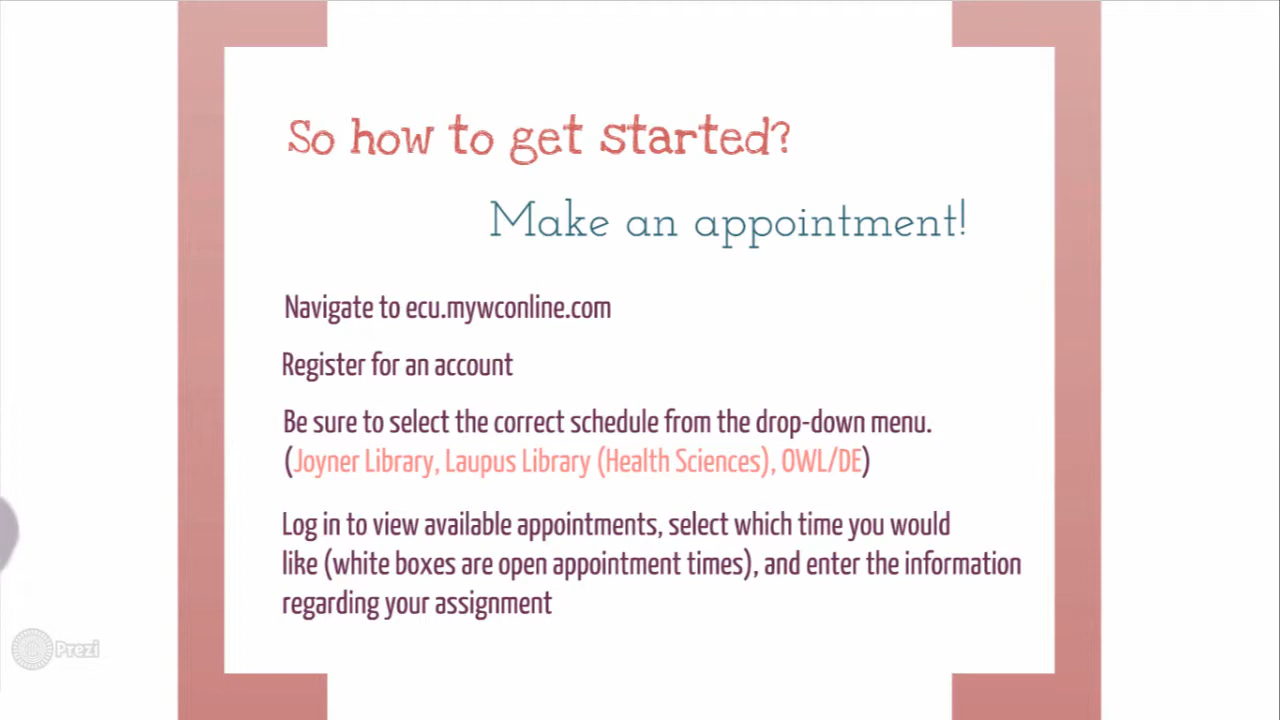 So how to get started?
Make an appointment!
Navigate to ecu.mywconline.com
Register for an account
Be sure to select the correct schedule from the drop-down menu.
(Joyner Library, Laupus Library (Health Sciences), OWL/DE)
Log in to view available appointments, select which time you would
like (white boxes are open appointment times), and enter the information
regarding your assignment
Prezi